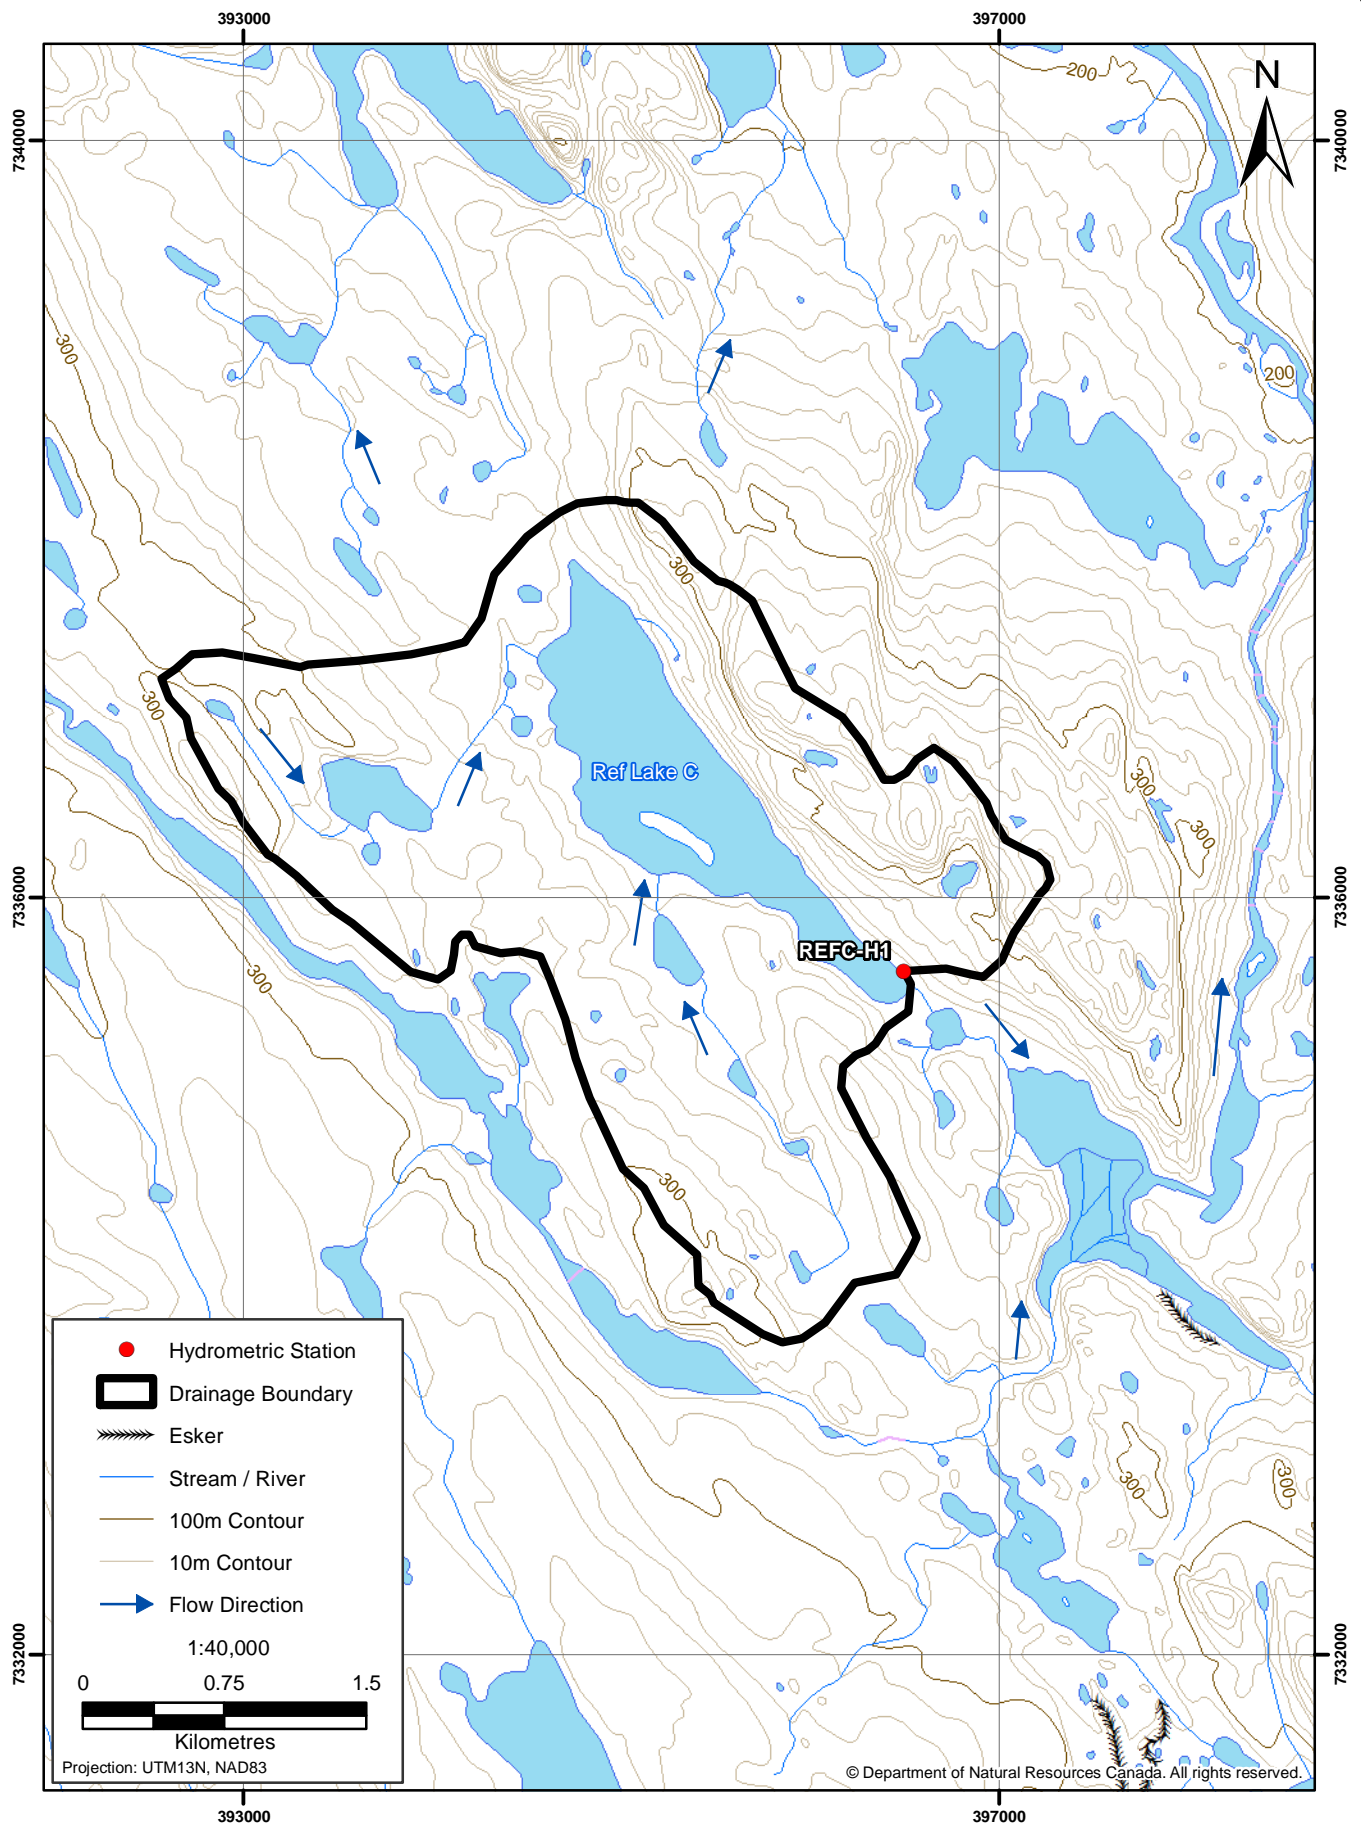 393000
397000
N
200
7340000
7340000
300
200
300
300
Ref Lake C
300
300
7336000
7336000
REFC-H1
300
300
Hydrometric Station
Drainage Boundary
Esker
Stream / River
100m Contour
10m Contour
Flow Direction
1:40,000
0 0.75 1.5
Kilometres
Projection: UTM13N, NAD83
300
300
7332000
7332000
© Department of Natural Resources Canada. All rights reserved.
393000
397000